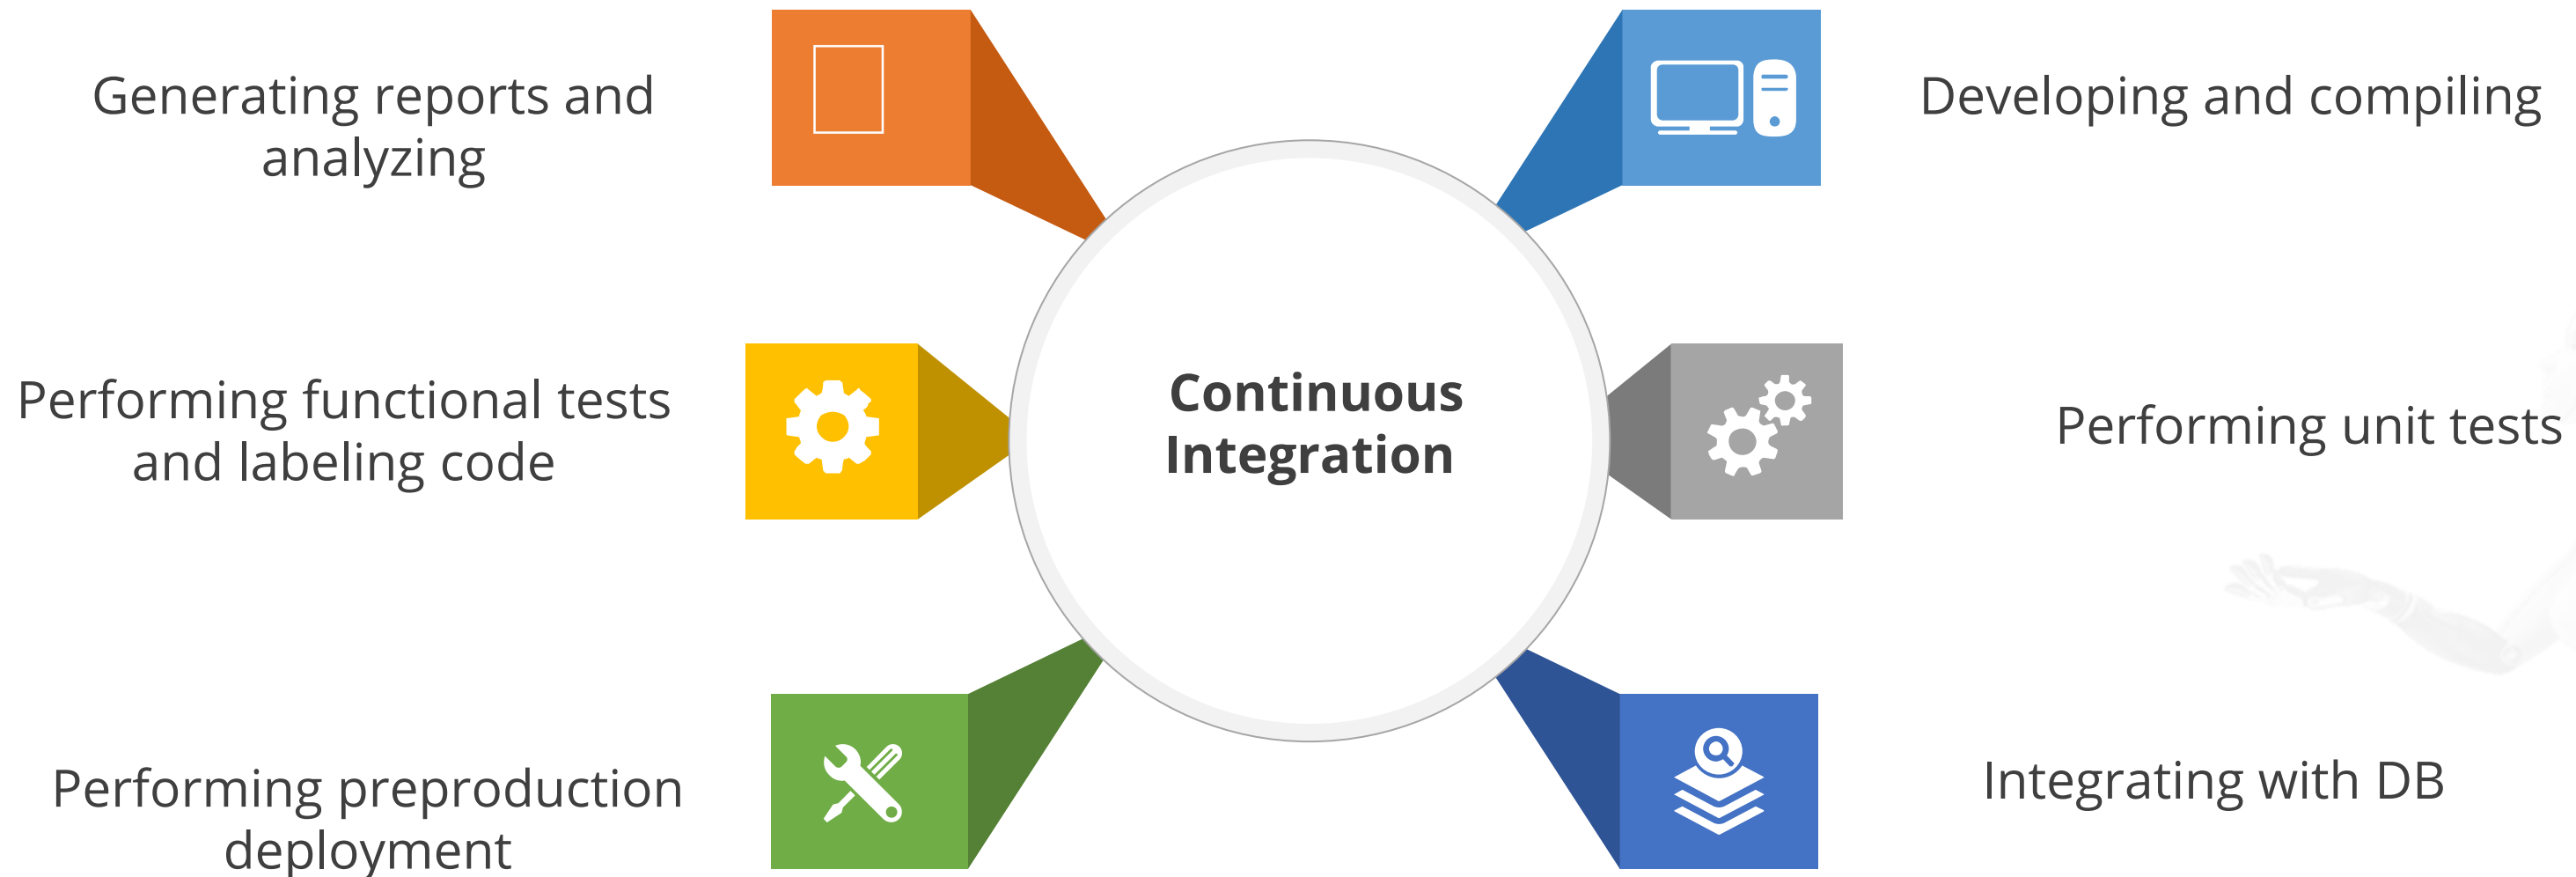 Generating reports and
analyzing
Developing and compiling
Continuous
Integration
Performing functional tests
and labeling code
Performing unit tests
Performing preproduction
deployment
Integrating with DB